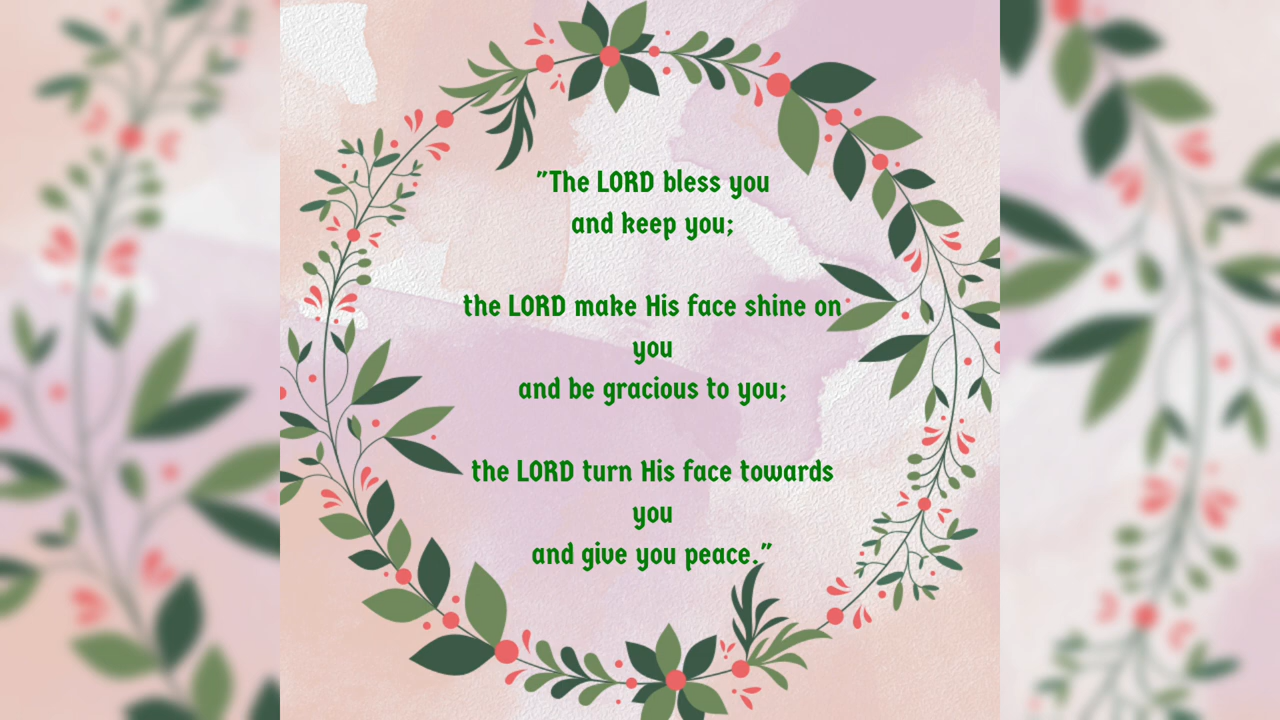 "The LORD bless you
and keep you;
the LORD make His face shine on
you
and be gracious to you;
the LORD turn His face towards
you
and give you peace."